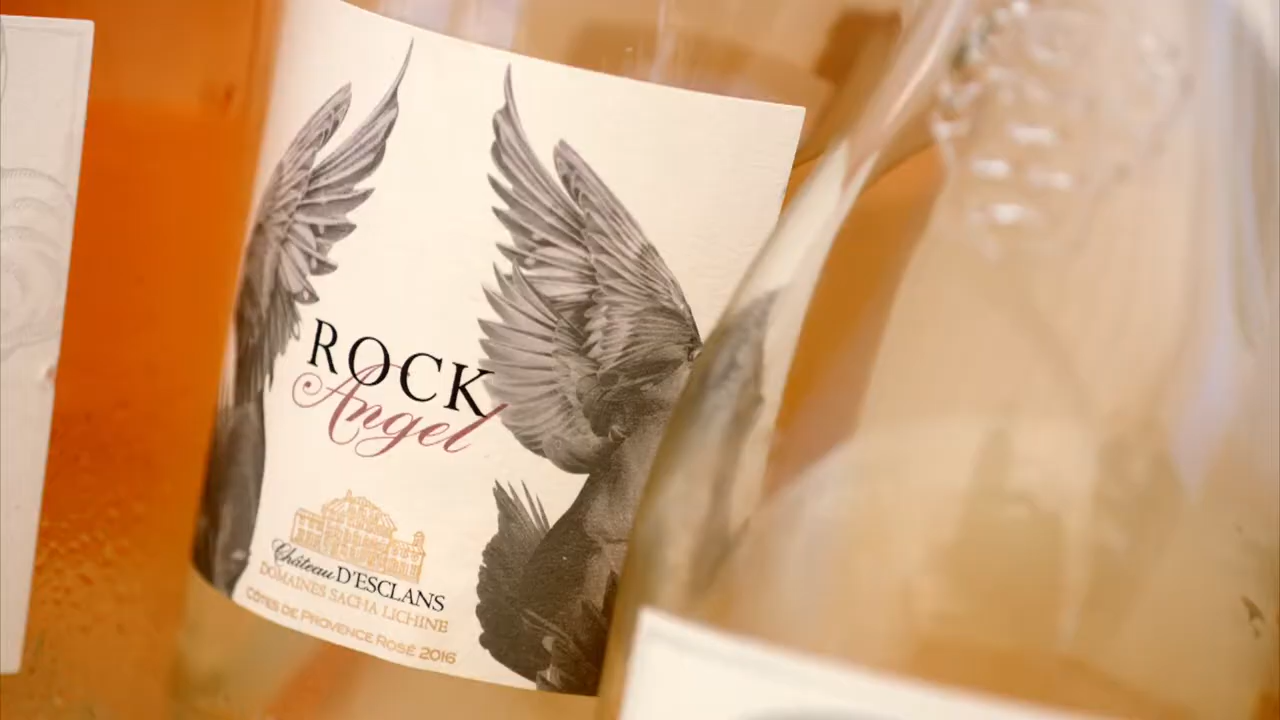 ROCK
Angel
Château D'ESCLANS
DOMAINES SACHA LICHINE
CÔTES DE PROVENCE ROSÉ 2016